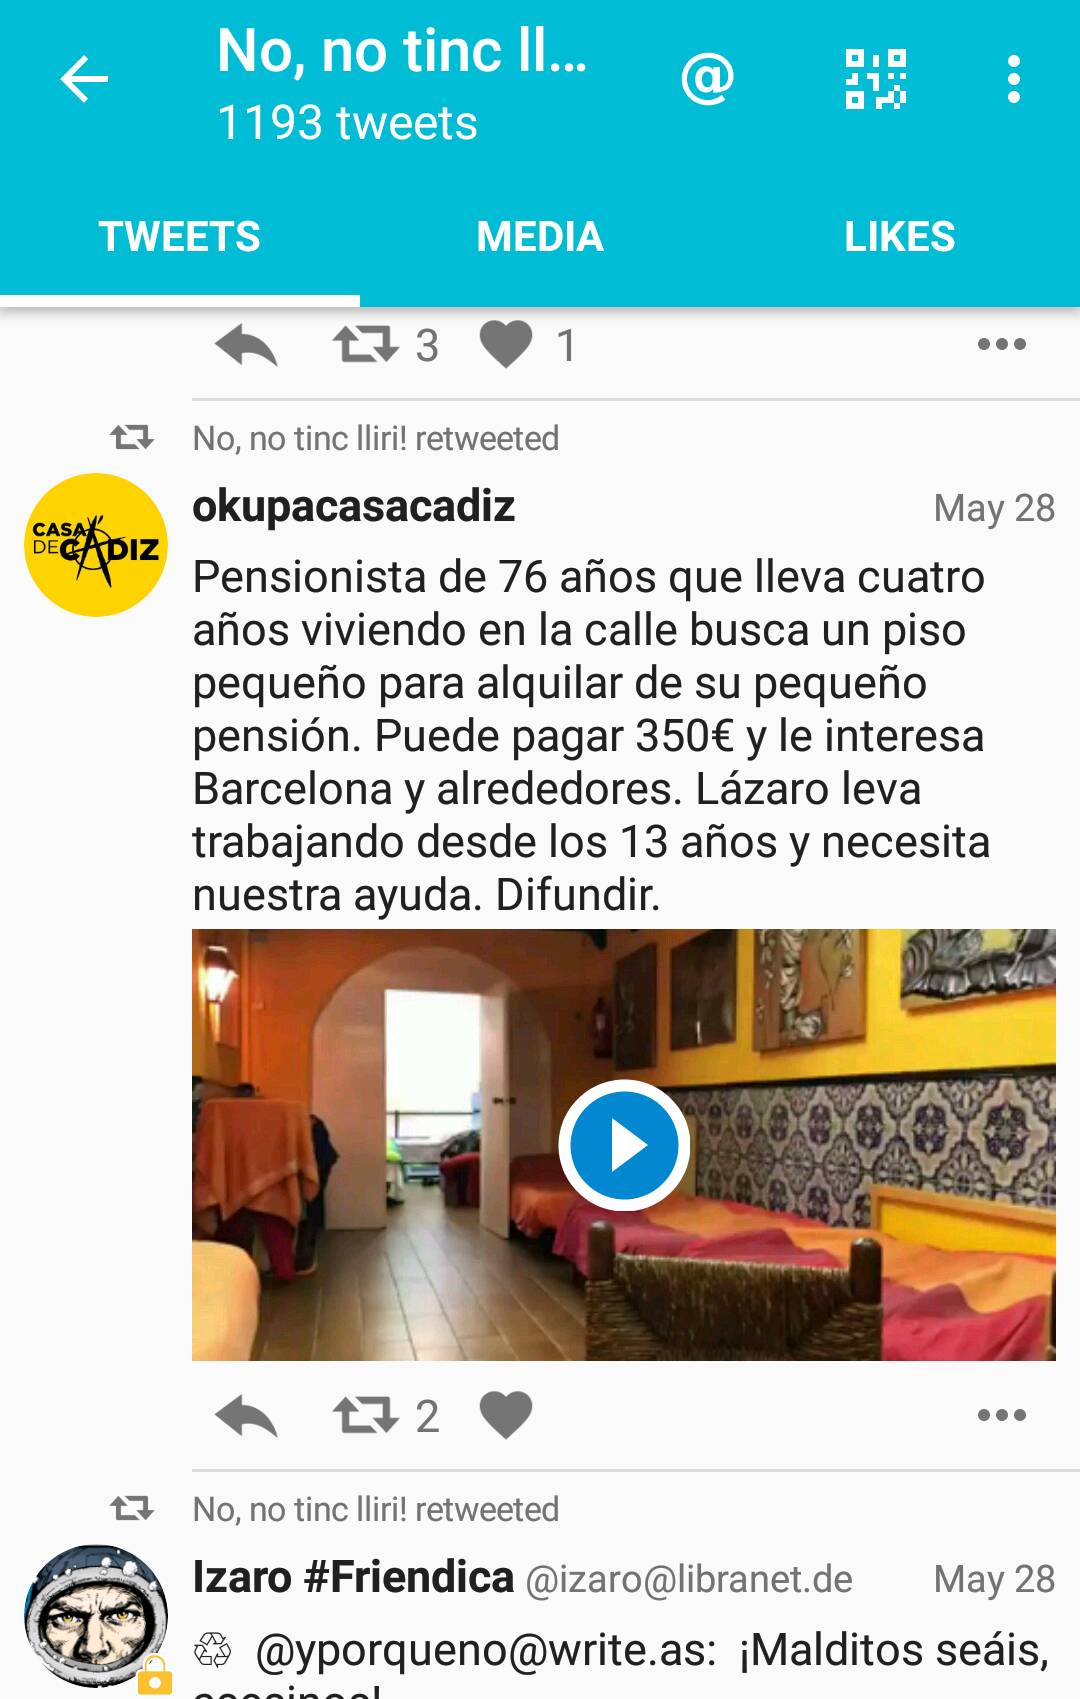 No, no tinc ll...
1193 tweets
@
TWEETS
MEDIA
LIKES
3
1
No, no tinc lliri! retweeted
CASA
DE CÁDIZ
okupacasacadiz
May 28
Pensionista de 76 años que lleva cuatro
años viviendo en la calle busca un piso
pequeño para alquilar de su pequeño
pensión. Puede pagar 350€ y le interesa
Barcelona y alrededores. Lázaro leva
trabajando desde los 13 años y necesita
nuestra ayuda. Difundir.
2
No, no tinc lliri! retweeted
Izaro #Friendica @izaro@libranet.de
May 28
♲ @yporqueno@write.as: ¡Malditos seáis,